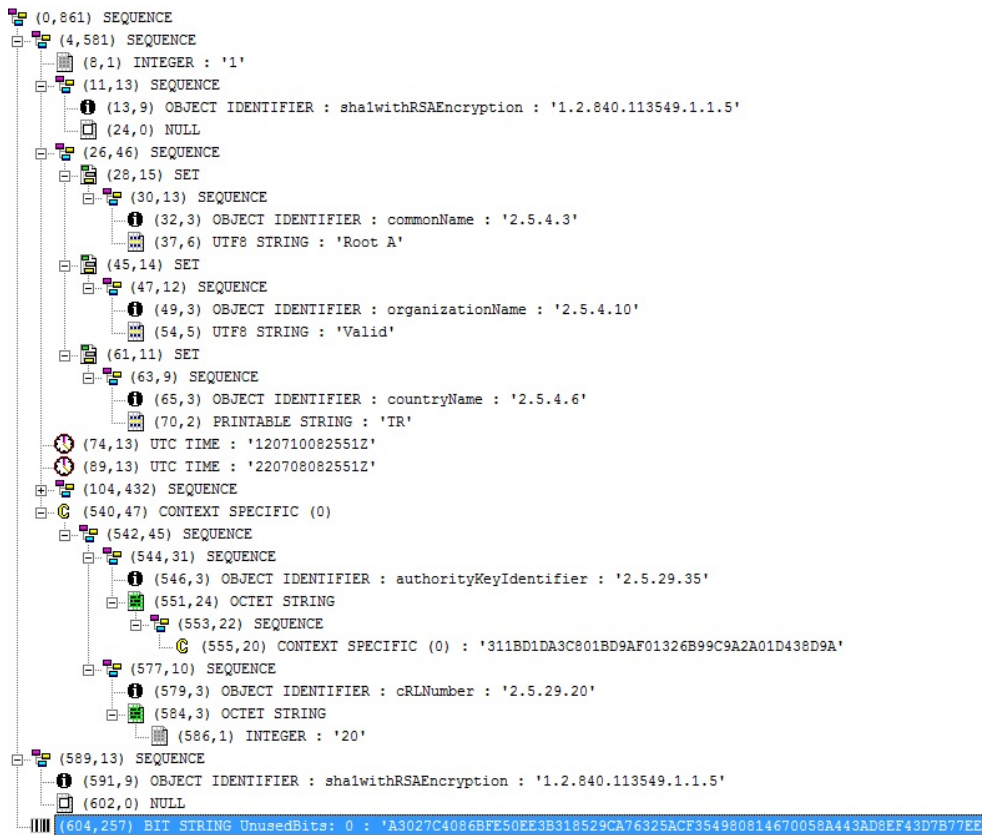 (0,861) SEQUENCE
(4,581) SEQUENCE
(8,1) INTEGER : '1'
(11,13) SEQUENCE
(13,9) OBJECT IDENTIFIER : sha1withRSAEncryption : '1.2.840.113549.1.1.5'
(24,0) NULL
(26,46) SEQUENCE
(28,15) SET
(30,13) SEQUENCE
(32,3) OBJECT IDENTIFIER : commonName : '2.5.4.3'
(37,6) UTF8 STRING : 'Root A'
(45,14) SET
(47,12) SEQUENCE
(49,3) OBJECT IDENTIFIER : organizationName : '2.5.4.10'
(54,5) UTF8 STRING : 'Valid'
(61,11) SET
(63,9) SEQUENCE
(65,3) OBJECT IDENTIFIER : countryName : '2.5.4.6'
(70,2) PRINTABLE STRING : 'TR'
(74,13) UTC TIME : '120710082551Z'
(89,13) UTC TIME : '220708082551Z'
(104,432) SEQUENCE
(540,47) CONTEXT SPECIFIC (0)
(542,45) SEQUENCE
(544,31) SEQUENCE
(546,3) OBJECT IDENTIFIER : authorityKeyIdentifier : '2.5.29.35'
(551,24) OCTET STRING
(553,22) SEQUENCE
(555,20) CONTEXT SPECIFIC (0) : '311BD1DA3C801BD9AF01326B99C9A2A01D438D9A'
(577,10) SEQUENCE
(579,3) OBJECT IDENTIFIER : cRLNumber : '2.5.29.20'
(584,3) OCTET STRING
(586,1) INTEGER : '20'
(589,13) SEQUENCE
(591,9) OBJECT IDENTIFIER : sha1withRSAEncryption : '1.2.840.113549.1.1.5'
(602,0) NULL
(604,257) BIT STRING UnusedBits: 0 : 'A3027C4086BFE50EE3B318529CA76325ACF354980814670058A443AD8EF43D7B77EE